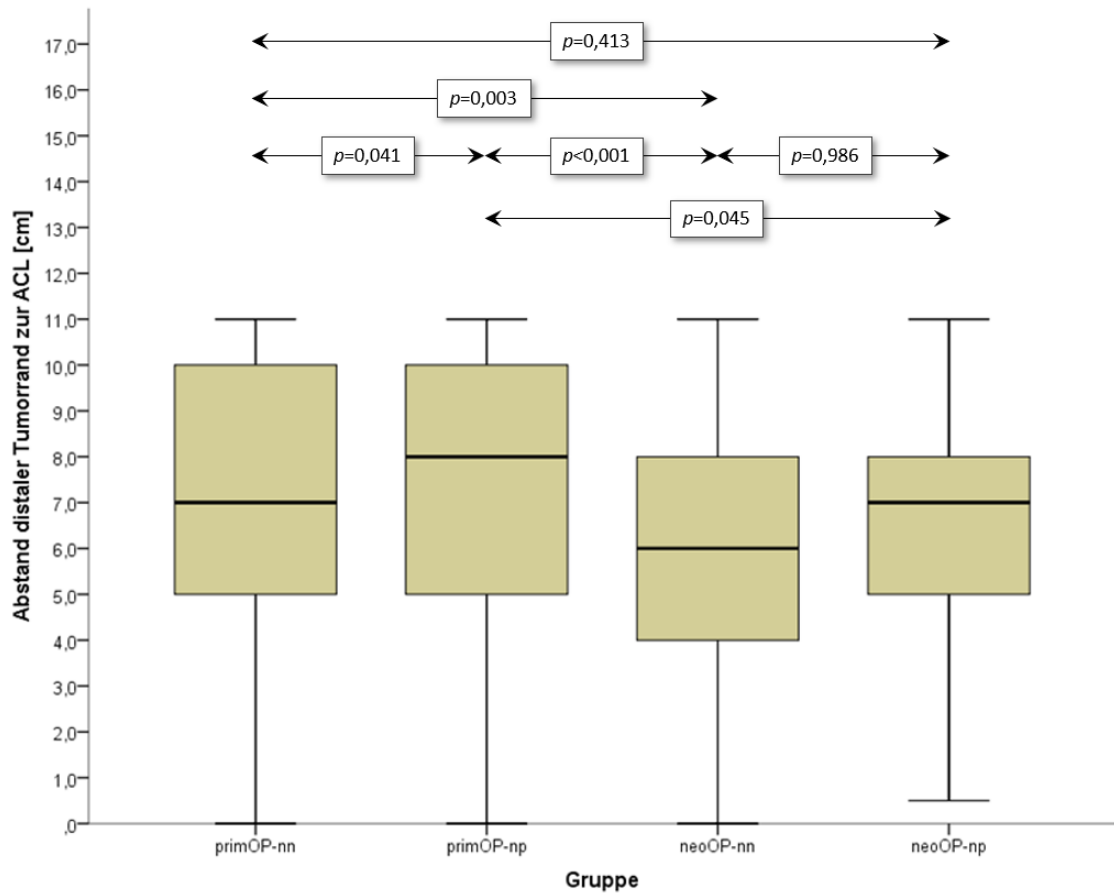 17,0
p=0,413
16,0
p=0,003
15,0
p=0,041 p<0,001 p=0,986
14,0
p=0,045
13,0
12,0
11,0
10,0
9,0
8,0
7,0
6,0
5,0
4,0
3,0
2,0
1,0
,0
Abstand distaler Tumorrand zur ACL [cm]
primOP-nn primOP-np neoOP-nn neoOP-np
Gruppe